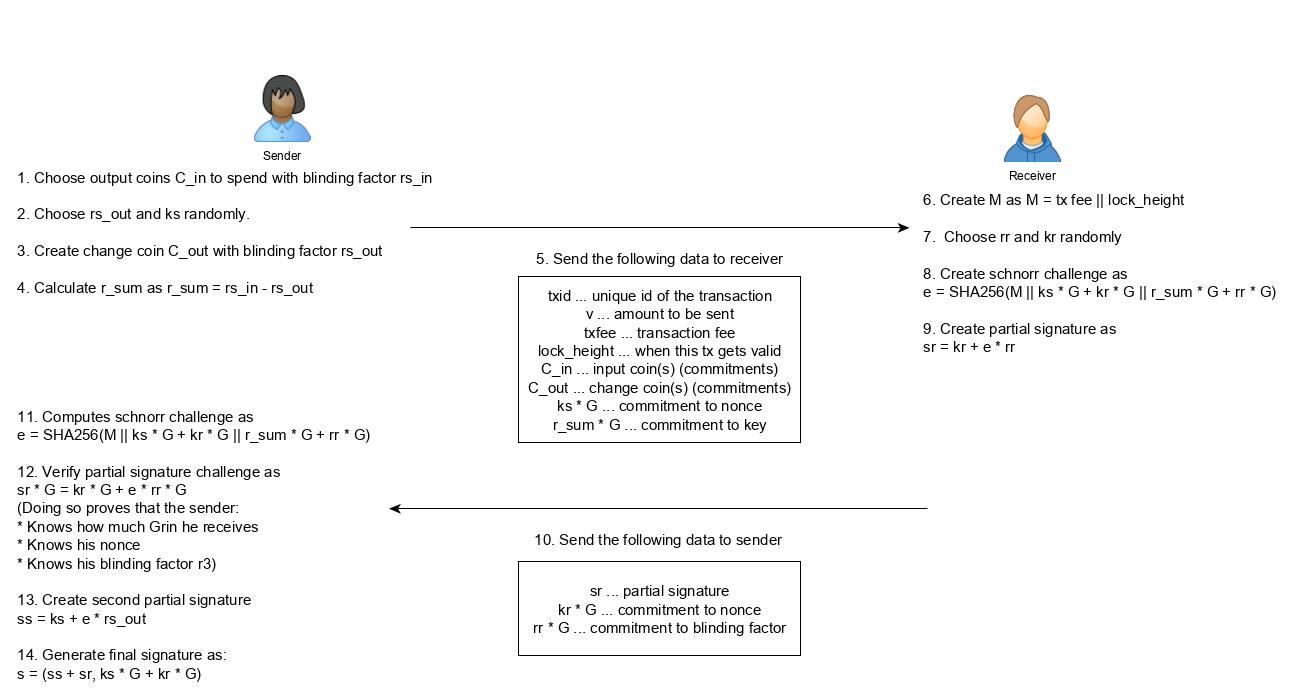 Sender
1. Choose output coins C_in to spend with blinding factor rs_in
2. Choose rs_out and ks randomly.
3. Create change coin C_out with blinding factor rs_out
4. Calculate r_sum as r_sum = rs_in - rs_out
5. Send the following data to receiver
txid ... unique id of the transaction
v ... amount to be sent
txfee ... transaction fee
lock_height ... when this tx gets valid
C_in ... input coin(s) (commitments)
C_out ... change coin(s) (commitments)
ks * G ... commitment to nonce
r_sum * G ... commitment to key
Receiver
6. Create M as M = tx fee || lock_height
7. Choose rr and kr randomly
8. Create schnorr challenge as
e = SHA256(M || ks * G + kr * G || r_sum * G + rr * G)
9. Create partial signature as
sr = kr + e * rr
10. Send the following data to sender
sr ... partial signature
kr * G ... commitment to nonce
rr * G ... commitment to blinding factor
11. Computes schnorr challenge as
e = SHA256(M || ks * G + kr * G || r_sum * G + rr * G)
12. Verify partial signature challenge as
sr * G = kr * G + e * rr * G
(Doing so proves that the sender:
* Knows how much Grin he receives
* Knows his nonce
* Knows his blinding factor r3)
13. Create second partial signature
ss = ks + e * rs_out
14. Generate final signature as:
s = (ss + sr, ks * G + kr * G)